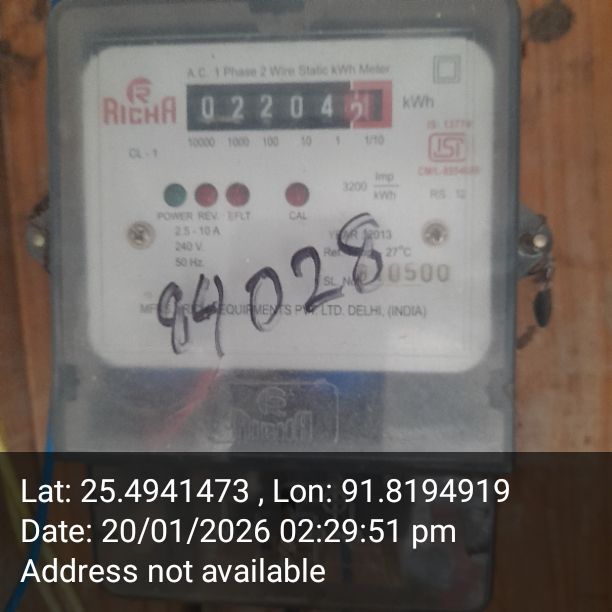 A.C. 1 Phase 2 Wire Static kWh Meter
RICHA
0 2 2 0 4 2
kWh
10000 1000 100 10 1 1/10
CL - 1
IS: 13779
ISI
3200 Imp/kWh
RS : 12
POWER REV. E/FLT. CAL
2.5 - 10 A
240 V.
50 Hz.
YEAR : 2013
27°C
SL. No.
0500
84028
EQUIPMENTS PVT. LTD. DELHI, (INDIA)
RICHA
Lat: 25.4941473 , Lon: 91.8194919
Date: 20/01/2026 02:29:51 pm
Address not available